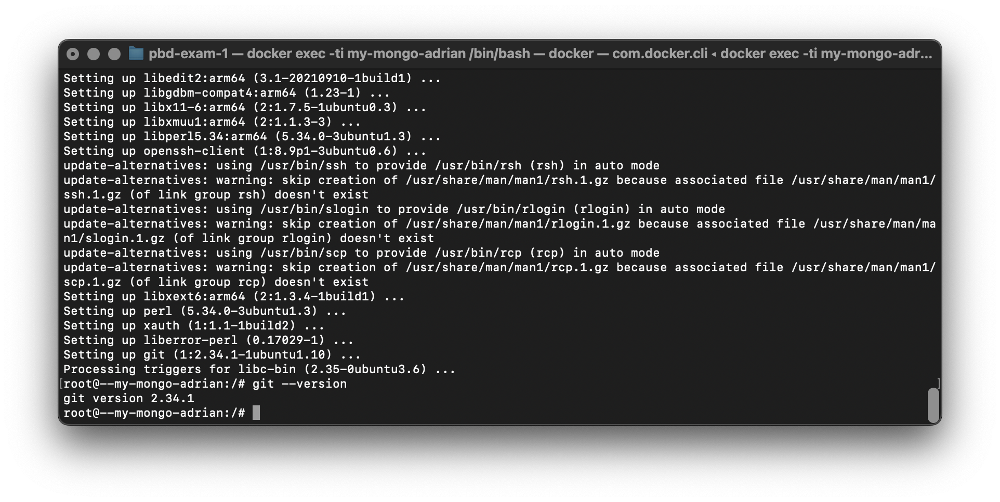 pbd-exam-1 — docker exec -ti my-mongo-adrian /bin/bash — docker — com.docker.cli ◂ docker exec -ti my-mongo-adr...
Setting up libedit2:arm64 (3.1-20210910-1build1) ...
Setting up libgdbm-compat4:arm64 (1.23-1) ...
Setting up libx11-6:arm64 (2:1.7.5-1ubuntu0.3) ...
Setting up libxmuu1:arm64 (2:1.1.3-3) ...
Setting up libperl5.34:arm64 (5.34.0-3ubuntu1.3) ...
Setting up openssh-client (1:8.9p1-3ubuntu0.6) ...
update-alternatives: using /usr/bin/ssh to provide /usr/bin/rsh (rsh) in auto mode
update-alternatives: warning: skip creation of /usr/share/man/man1/rsh.1.gz because associated file /usr/share/man/man1/
ssh.1.gz (of link group rsh) doesn't exist
update-alternatives: using /usr/bin/slogin to provide /usr/bin/rlogin (rlogin) in auto mode
update-alternatives: warning: skip creation of /usr/share/man/man1/rlogin.1.gz because associated file /usr/share/man/ma
n1/slogin.1.gz (of link group rlogin) doesn't exist
update-alternatives: using /usr/bin/scp to provide /usr/bin/rcp (rcp) in auto mode
update-alternatives: warning: skip creation of /usr/share/man/man1/rcp.1.gz because associated file /usr/share/man/man1/
scp.1.gz (of link group rcp) doesn't exist
Setting up libxext6:arm64 (2:1.3.4-1build1) ...
Setting up perl (5.34.0-3ubuntu1.3) ...
Setting up xauth (1:1.1-1build2) ...
Setting up liberror-perl (0.17029-1) ...
Setting up git (1:2.34.1-1ubuntu1.10) ...
Processing triggers for libc-bin (2.35-0ubuntu3.6) ...
[root@--my-mongo-adrian:/# git --version ]
git version 2.34.1
root@--my-mongo-adrian:/#